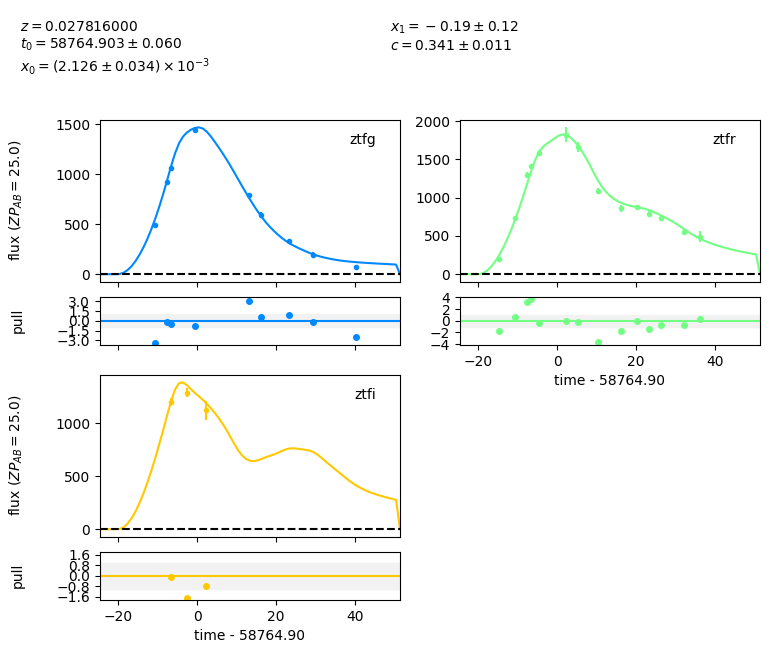 z = 0.027816000
t₀ = 58764.903 ± 0.060
x₀ = (2.126 ± 0.034) × 10⁻³
x₁ = −0.19 ± 0.12
c = 0.341 ± 0.011
flux (ZP_AB = 25.0)
1500
1000
500
0
ztfg
pull
3.0
1.5
0.0
−1.5
−3.0
2000
1500
1000
500
0
ztfr
4
2
0
−2
−4
−20 0 20 40
time - 58764.90
flux (ZP_AB = 25.0)
1000
500
0
ztfi
pull
1.6
0.8
0.0
−0.8
−1.6
−20 0 20 40
time - 58764.90